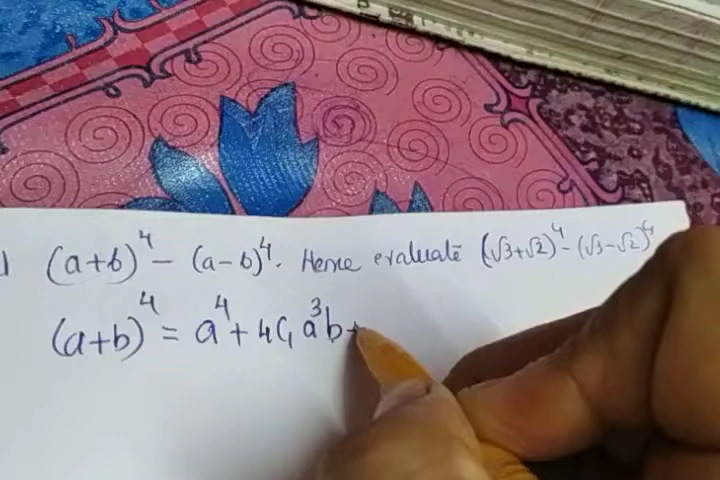 (a+b)⁴ - (a-b)⁴. Hence evaluate (√3+√2)⁴-(√3-√2)⁴
(a+b)⁴ = a⁴ + 4C₁ a³b+